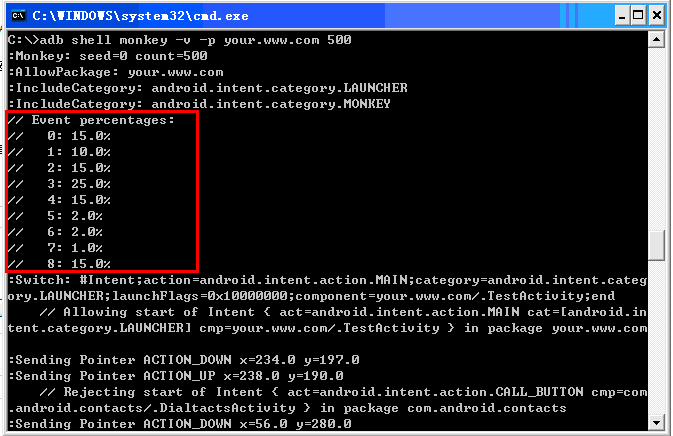 C:\WINDOWS\system32\cmd.exe
C:\>adb shell monkey -v -p your.www.com 500
:Monkey: seed=0 count=500
:AllowPackage: your.www.com
:IncludeCategory: android.intent.category.LAUNCHER
:IncludeCategory: android.intent.category.MONKEY
// Event percentages:
//   0: 15.0%
//   1: 10.0%
//   2: 15.0%
//   3: 25.0%
//   4: 15.0%
//   5: 2.0%
//   6: 2.0%
//   7: 1.0%
//   8: 15.0%
:Switch: #Intent;action=android.intent.action.MAIN;category=android.intent.categ
ory.LAUNCHER;launchFlags=0x10000000;component=your.www.com/.TestActivity;end
    // Allowing start of Intent { act=android.intent.action.MAIN cat=[android.in
tent.category.LAUNCHER] cmp=your.www.com/.TestActivity } in package your.www.com
:Sending Pointer ACTION_DOWN x=234.0 y=197.0
:Sending Pointer ACTION_UP x=238.0 y=190.0
    // Rejecting start of Intent { act=android.intent.action.CALL_BUTTON cmp=com
.android.contacts/.DialtactsActivity } in package com.android.contacts
:Sending Pointer ACTION_DOWN x=56.0 y=280.0